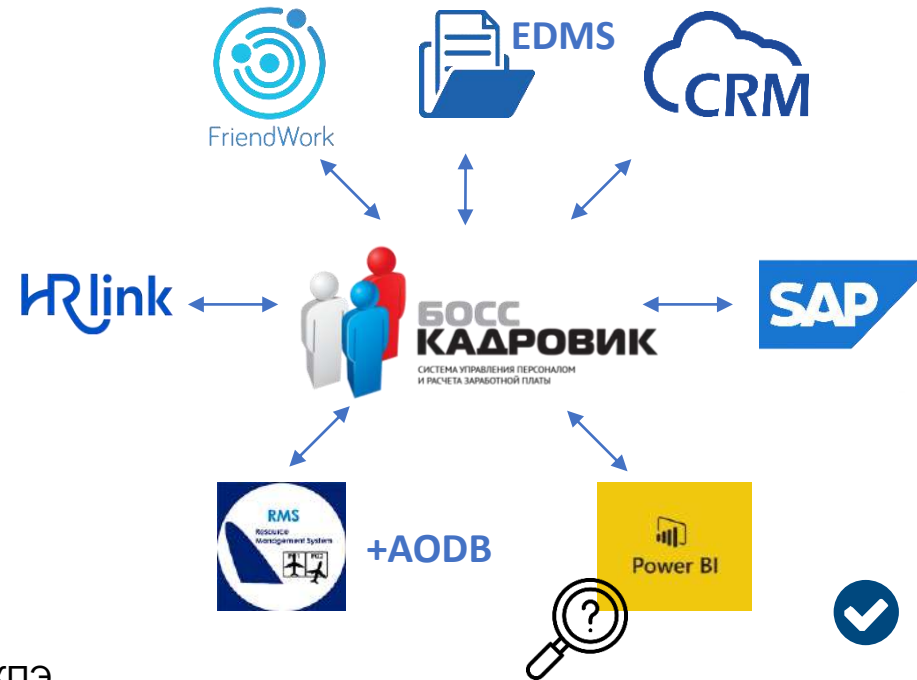 EDMS
CRM
FriendWork
HRlink
БОСС
КАДРОВИК
СИСТЕМА УПРАВЛЕНИЯ ПЕРСОНАЛОМ
И РАСЧЕТА ЗАРАБОТНОЙ ПЛАТЫ
SAP
RMS
Resource
Management System
+AODB
Power BI
?